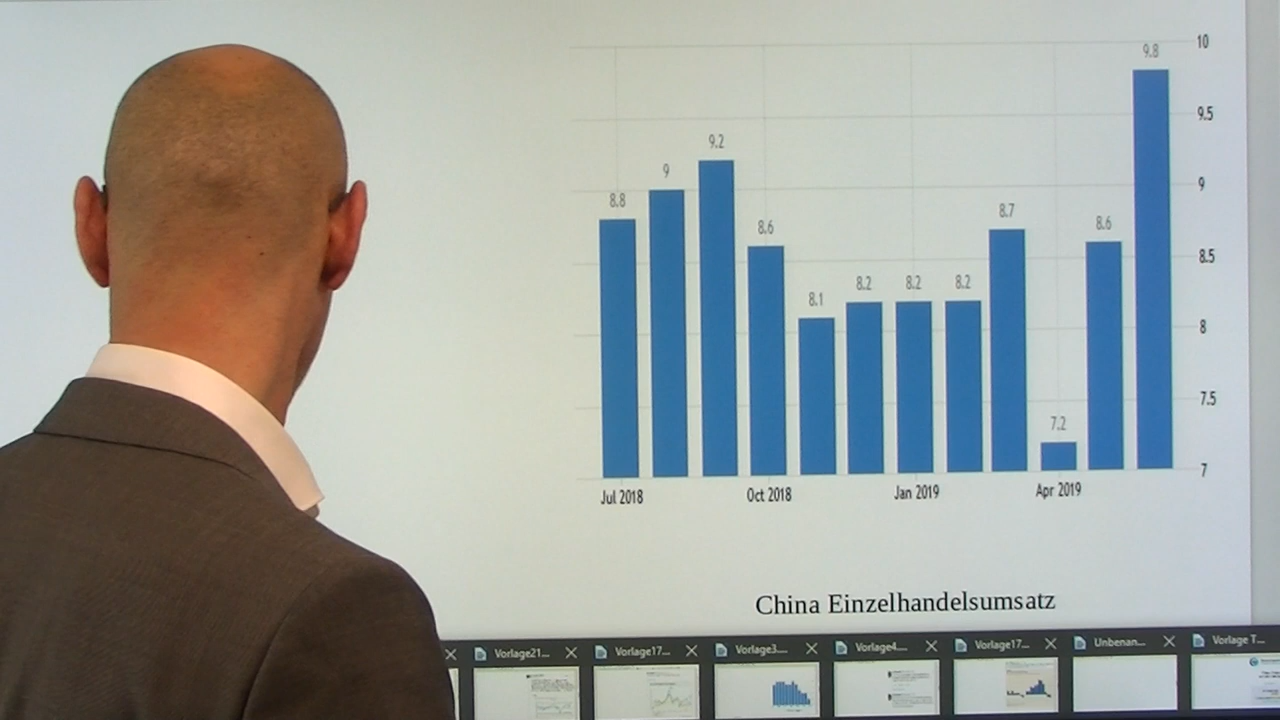 10
9.8
9.5
9.2
9
9
8.8
8.7
8.6
8.6
8.5
8.2
8.2
8.2
8.1
8
7.5
7.2
7
Jul 2018
Oct 2018
Jan 2019
Apr 2019
China Einzelhandelsumsatz
Vorlage21...
Vorlage17...
Vorlage3....
Vorlage4....
Vorlage17...
Unbenan...
Vorlage T...